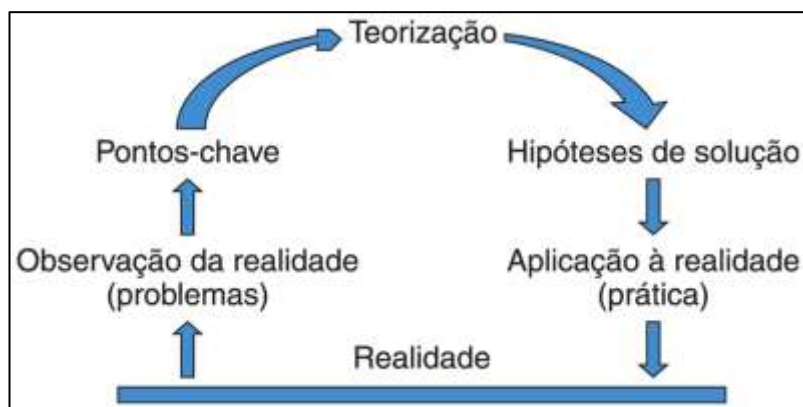 Teorização
Pontos-chave
Hipóteses de solução
Observação da realidade
(problemas)
Aplicação à realidade
(prática)
Realidade